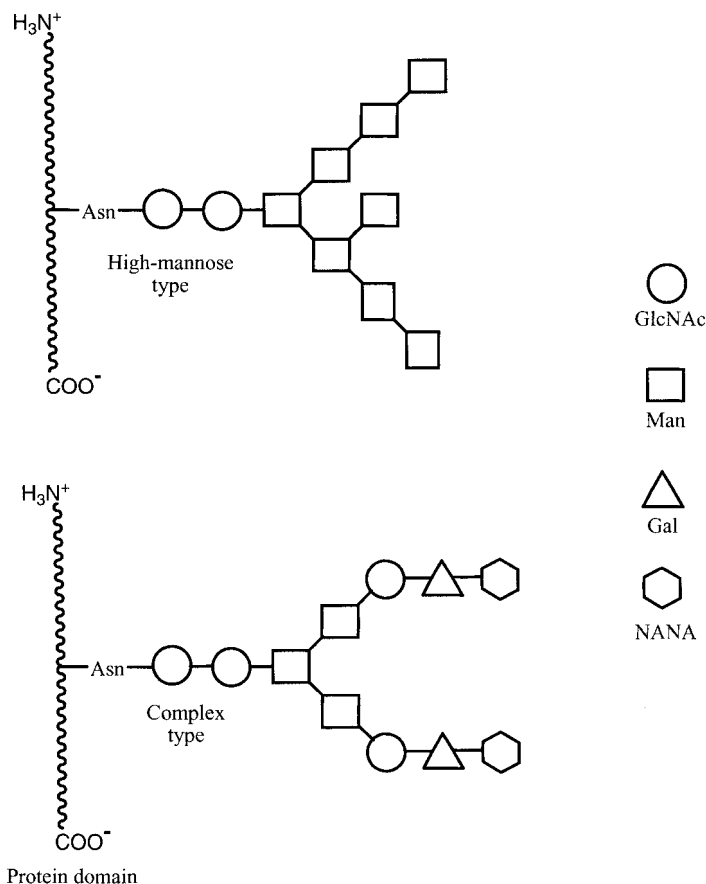 H₃N⁺
Asn
High-mannose
type
COO⁻
GlcNAc
Man
Gal
NANA
H₃N⁺
Asn
Complex
type
COO⁻
Protein domain